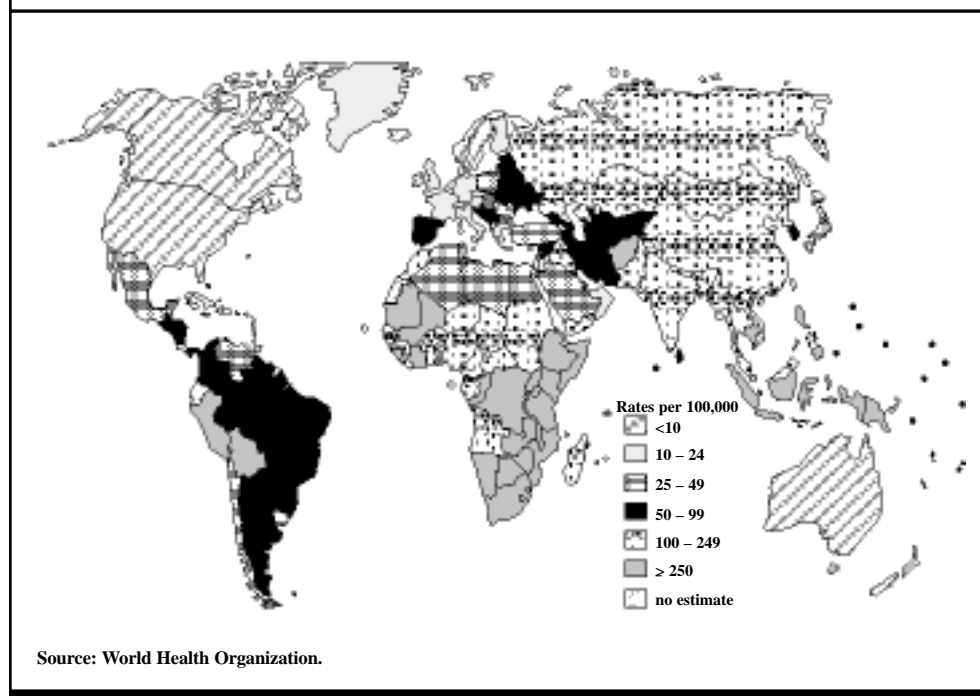 Rates per 100,000
<10
10 – 24
25 – 49
50 – 99
100 – 249
≥ 250
no estimate
Source: World Health Organization.